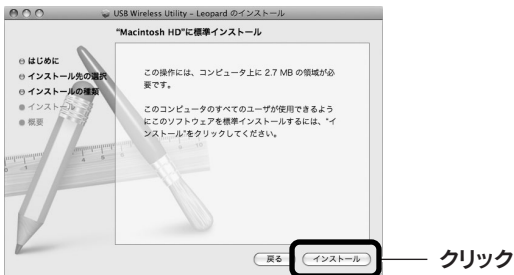 USB Wireless Utility – Leopard のインストール
"Macintosh HD"に標準インストール
はじめに
インストール先の選択
インストールの種類
インストール
概要
この操作には、コンピュータ上に 2.7 MB の領域が必
要です。
このコンピュータのすべてのユーザが使用できるよう
にこのソフトウェアを標準インストールするには、"イ
ンストール"をクリックしてください。
戻る
インストール
クリック